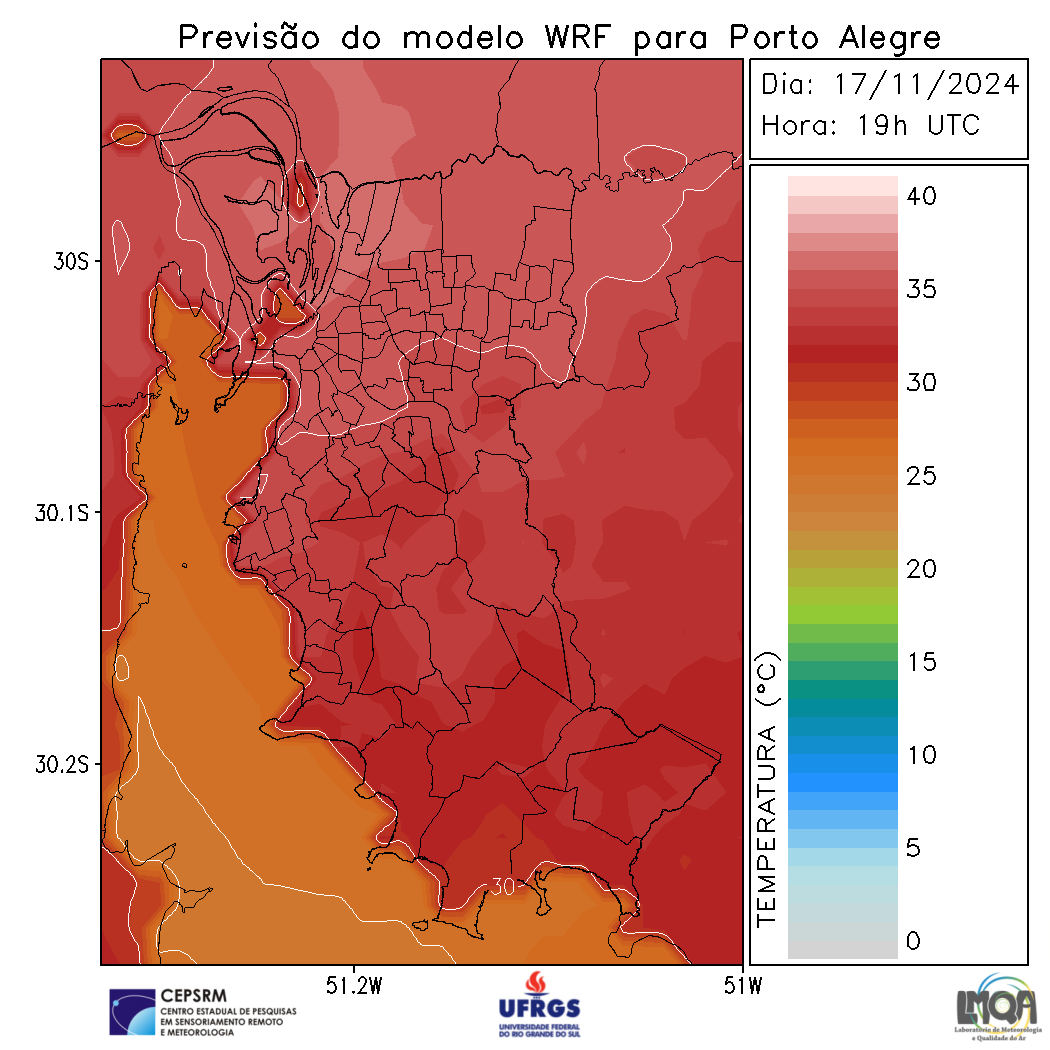 Previsão do modelo WRF para Porto Alegre
Dia: 17/11/2024
Hora: 19h UTC
40
35
30
25
20
15
10
5
0
TEMPERATURA (°C)
30S
30.1S
30.2S
30
51.2W
51W
CEPSRM
CENTRO ESTADUAL DE PESQUISAS
EM SENSORIAMENTO REMOTO
E METEOROLOGIA
UFRGS
UNIVERSIDADE FEDERAL
DO RIO GRANDE DO SUL
LMQA
Laboratório de Meteorologia
e Qualidade do Ar